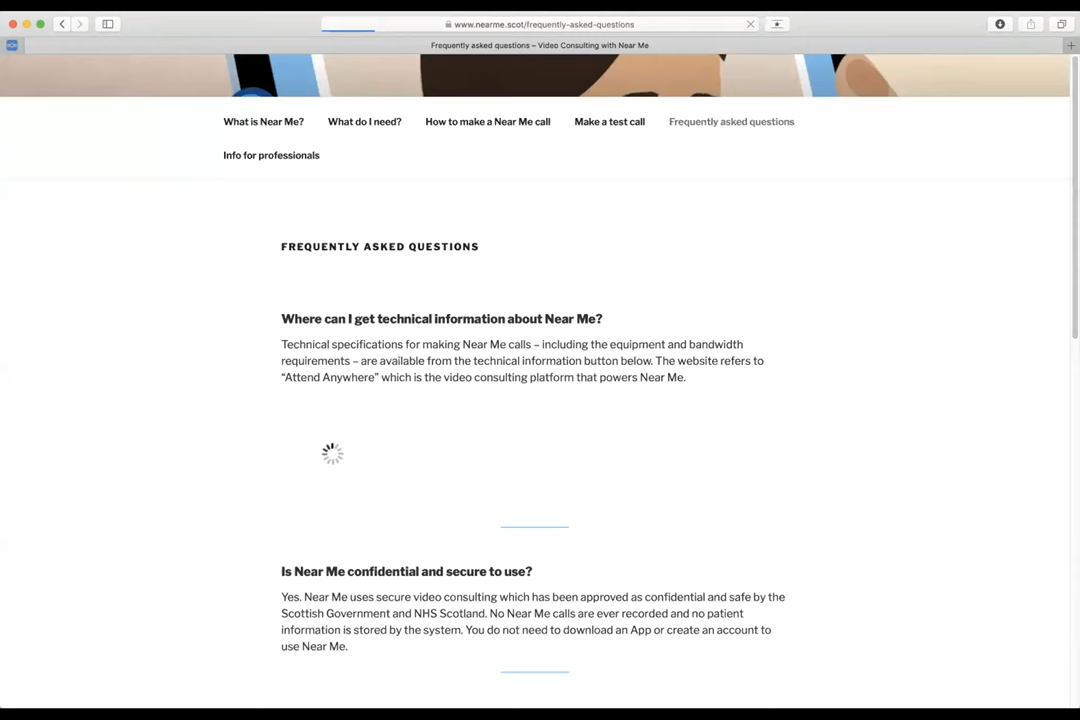 www.nearme.scot/frequently-asked-questions
Frequently asked questions – Video Consulting with Near Me
What is Near Me?
What do I need?
How to make a Near Me call
Make a test call
Frequently asked questions
Info for professionals
FREQUENTLY ASKED QUESTIONS
Where can I get technical information about Near Me?
Technical specifications for making Near Me calls – including the equipment and bandwidth
requirements – are available from the technical information button below. The website refers to
“Attend Anywhere” which is the video consulting platform that powers Near Me.
Is Near Me confidential and secure to use?
Yes. Near Me uses secure video consulting which has been approved as confidential and safe by the
Scottish Government and NHS Scotland. No Near Me calls are ever recorded and no patient
information is stored by the system. You do not need to download an App or create an account to
use Near Me.